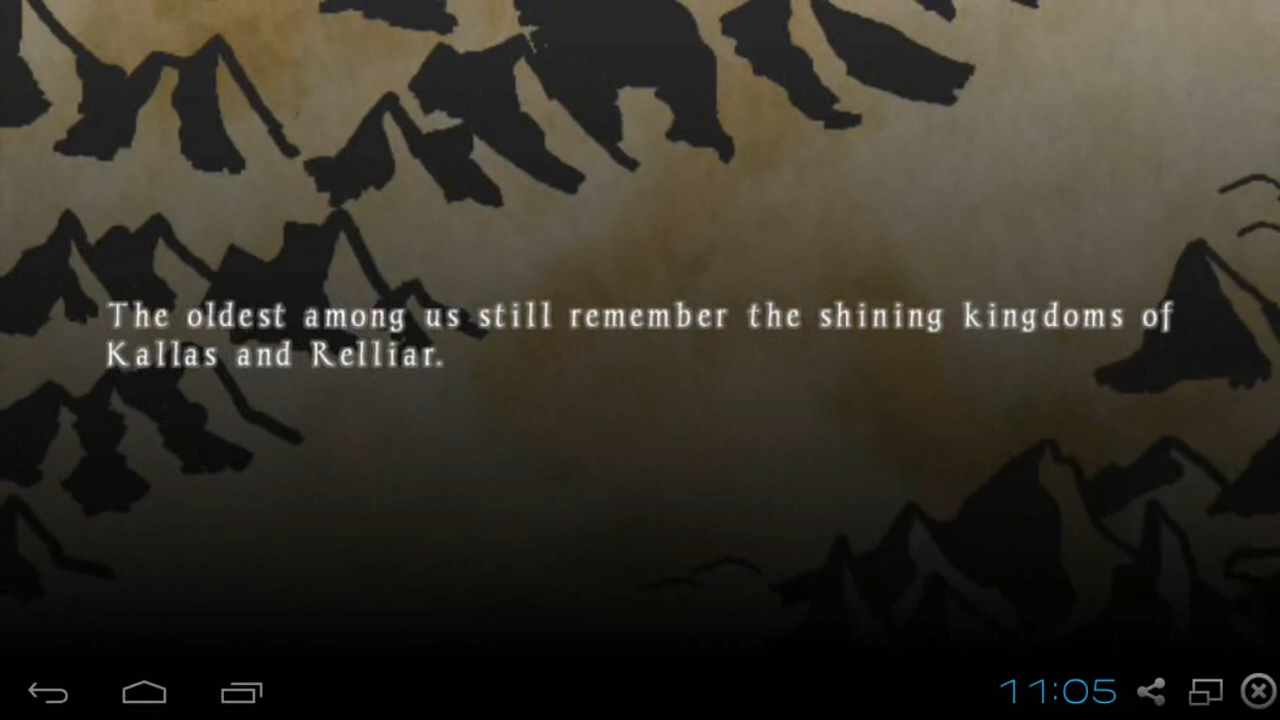 The oldest among us still remember the shining kingdoms of
Kallas and Relliar.
11:05